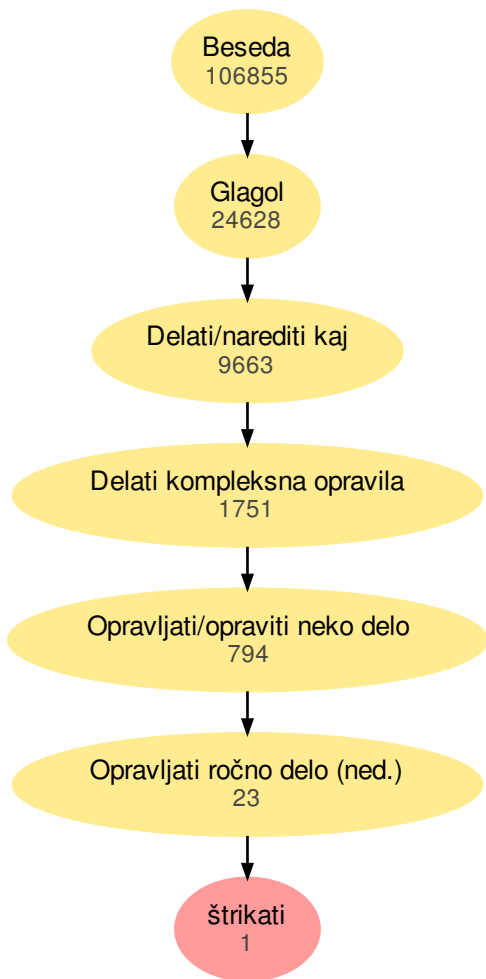 Beseda
106855
Glagol
24628
Delati/narediti kaj
9663
Delati kompleksna opravila
1751
Opravljati/opraviti neko delo
794
Opravljati ročno delo (ned.)
23
štrikati
1